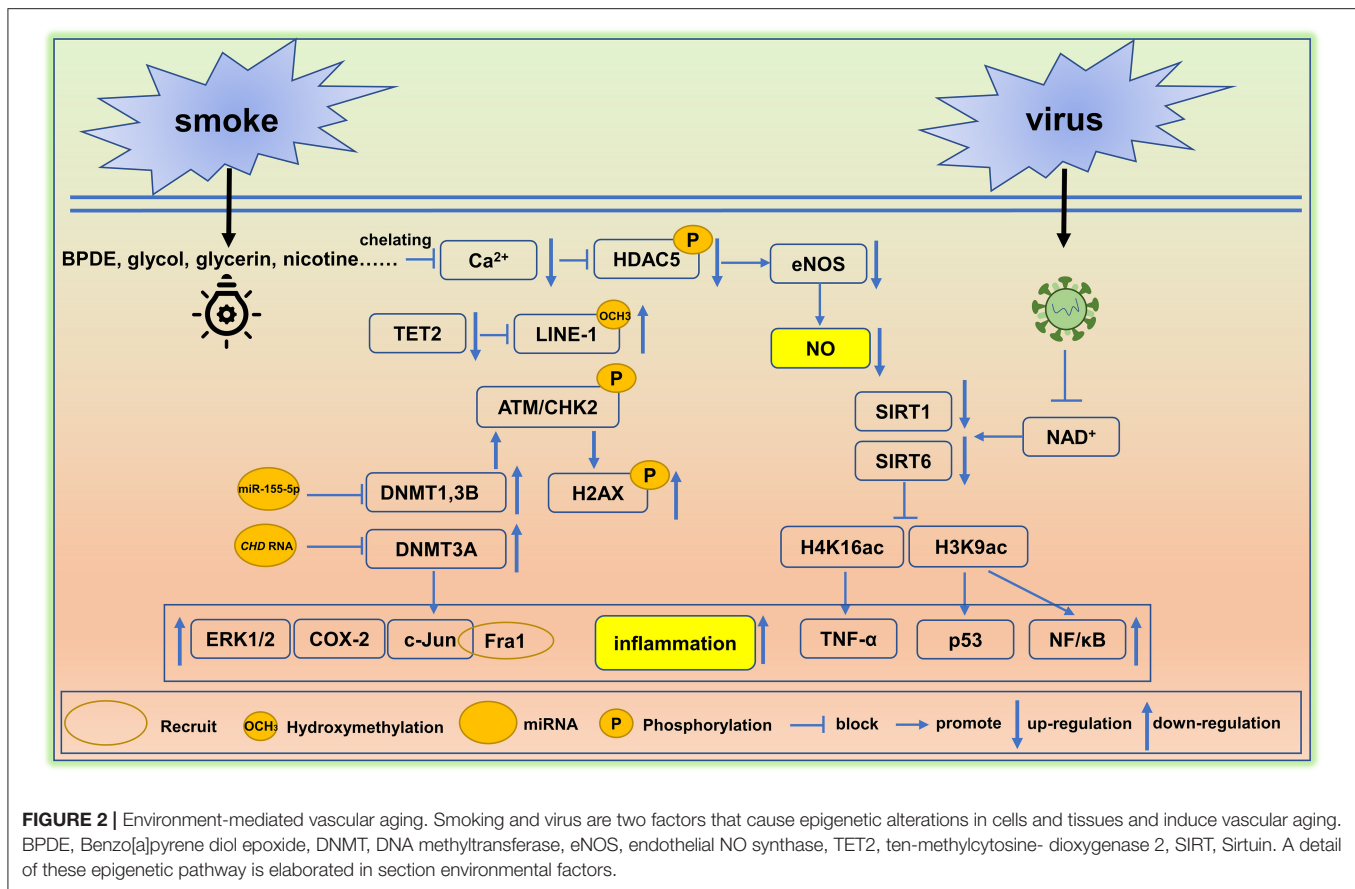 smoke
virus
BPDE, glycol, glycerin, nicotine......
chelating
Ca²⁺
HDAC5
P
eNOS
TET2
LINE-1
OCH3
NO
ATM/CHK2
P
SIRT1
NAD⁺
SIRT6
miR-155-5p
DNMT1,3B
H2AX
P
CHD RNA
DNMT3A
H4K16ac
H3K9ac
ERK1/2
COX-2
c-Jun
Fra1
inflammation
TNF-α
p53
NF/κB
Recruit
OCH₃
Hydroxymethylation
miRNA
P
Phosphorylation
block
promote
up-regulation
down-regulation
FIGURE 2 | Environment-mediated vascular aging. Smoking and virus are two factors that cause epigenetic alterations in cells and tissues and induce vascular aging.
BPDE, Benzo[a]pyrene diol epoxide, DNMT, DNA methyltransferase, eNOS, endothelial NO synthase, TET2, ten-methylcytosine- dioxygenase 2, SIRT, Sirtuin. A detail
of these epigenetic pathway is elaborated in section environmental factors.